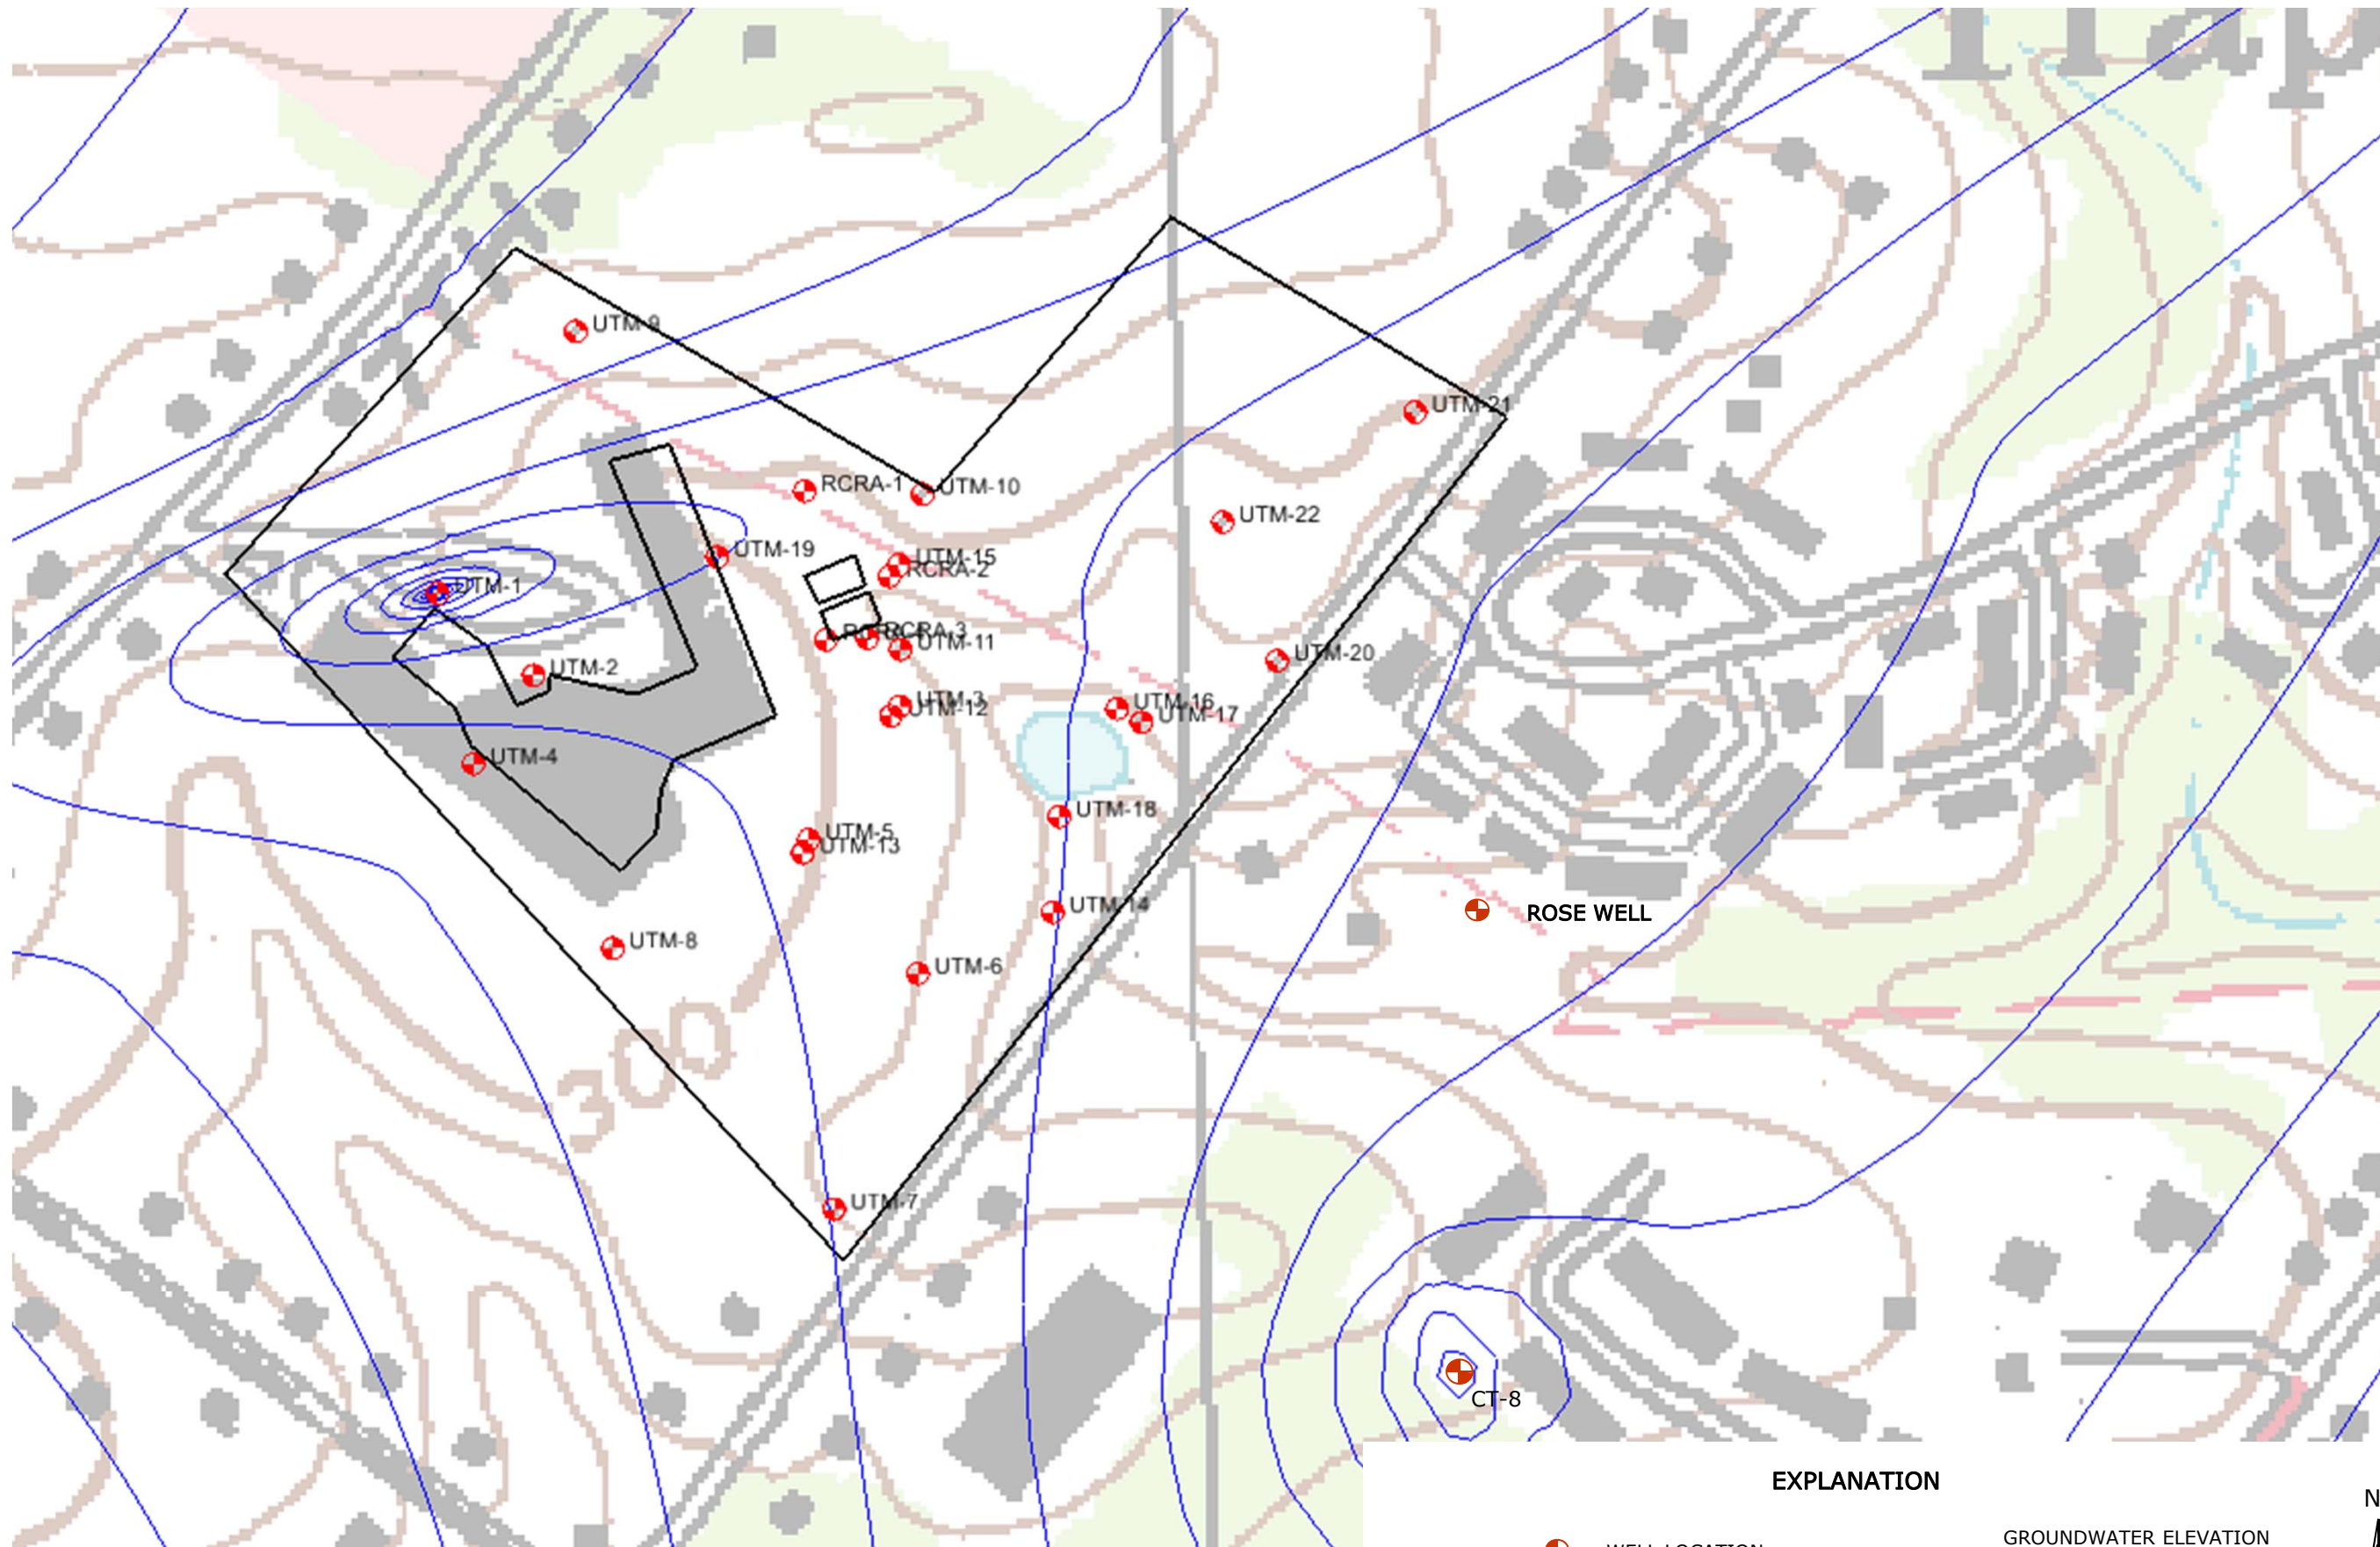 UTM-9
UTM-21
RCRA-1
UTM-10
UTM-22
UTM-19
UTM-15
RCRA-2
UTM-1
RCRA-3
UTM-11
UTM-20
UTM-2
UTM-3
UTM-12
UTM-16
UTM-17
UTM-4
UTM-18
UTM-5
UTM-13
UTM-14
ROSE WELL
UTM-8
UTM-6
300
UTM-7
CT-8
EXPLANATION
N
GROUNDWATER ELEVATION
WELL LOCATION